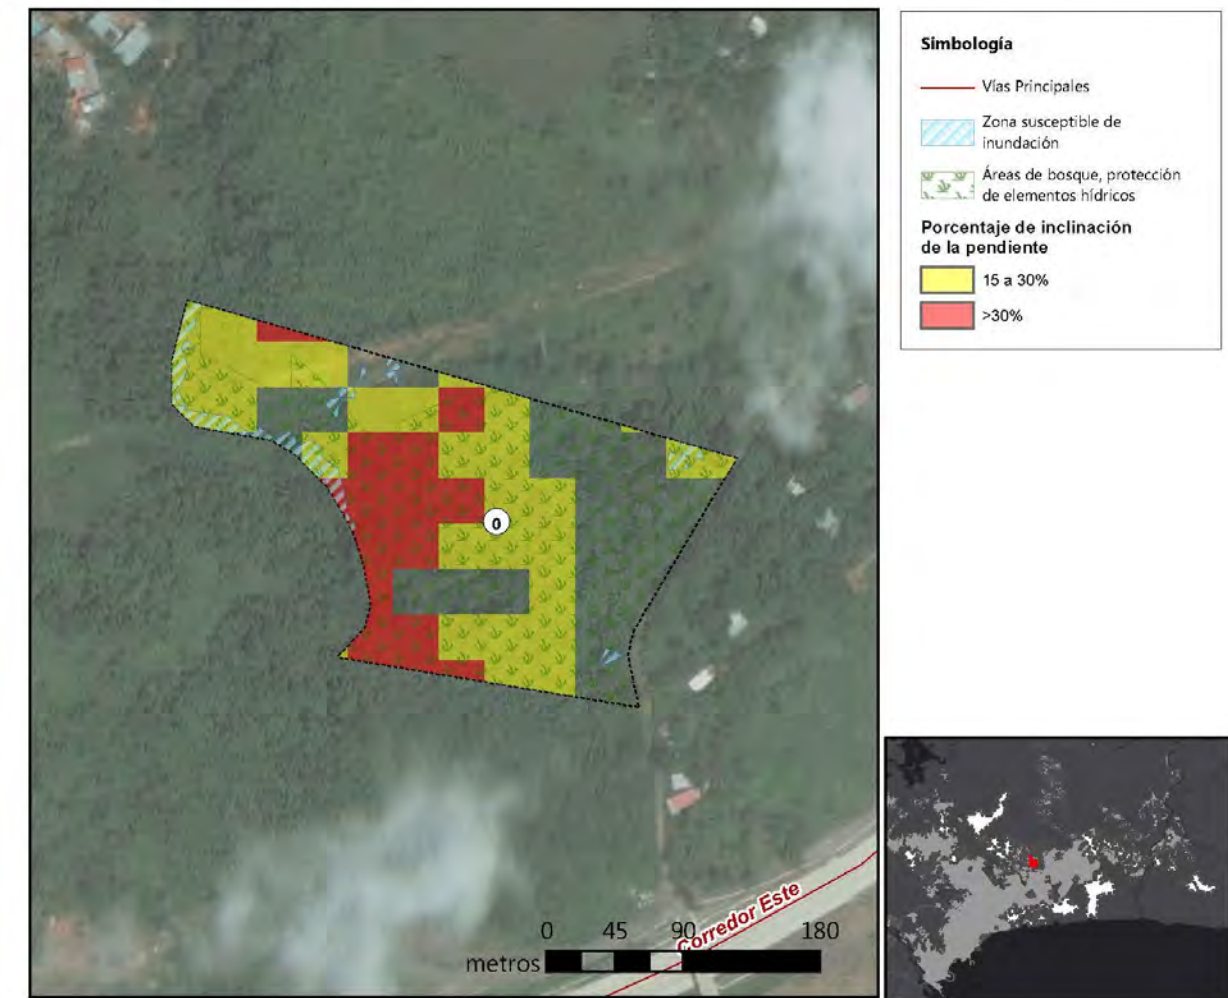 Simbología
Vías Principales
Zona susceptible de
inundación
Áreas de bosque, protección
de elementos hídricos
Porcentaje de inclinación
de la pendiente
15 a 30%
>30%
0
Corredor Este
0 45 90 180
metros